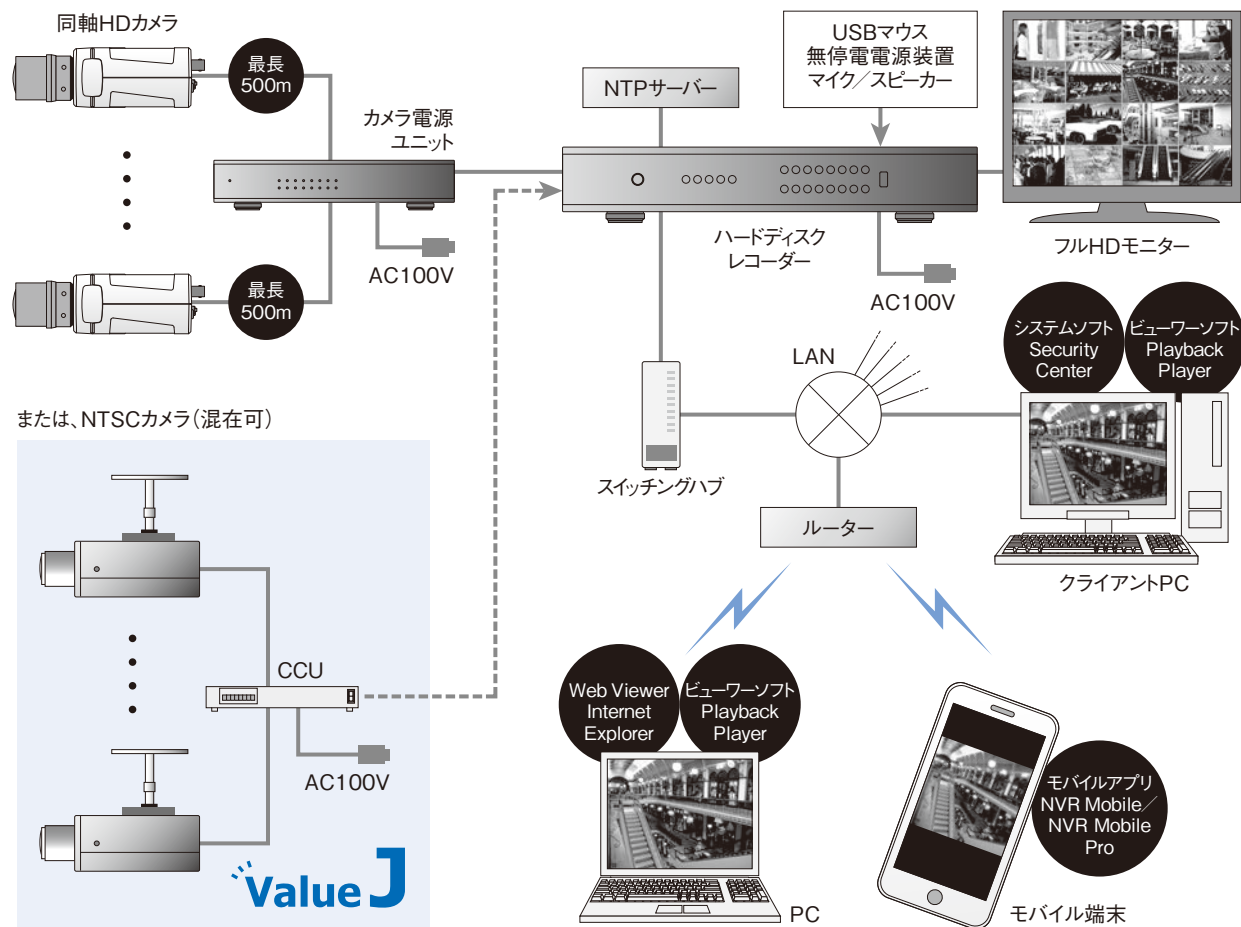 同軸HDカメラ
最長
500m
カメラ電源
ユニット
AC100V
最長
500m
NTPサーバー
USBマウス
無停電電源装置
マイク／スピーカー
ハードディスク
レコーダー
AC100V
フルHDモニター
システムソフト
Security
Center
ビューワーソフト
Playback
Player
LAN
スイッチングハブ
ルーター
クライアントPC
または、NTSCカメラ（混在可）
CCU
AC100V
Value J
Web Viewer
Internet
Explorer
ビューワーソフト
Playback
Player
PC
モバイルアプリ
NVR Mobile／
NVR Mobile
Pro
モバイル端末